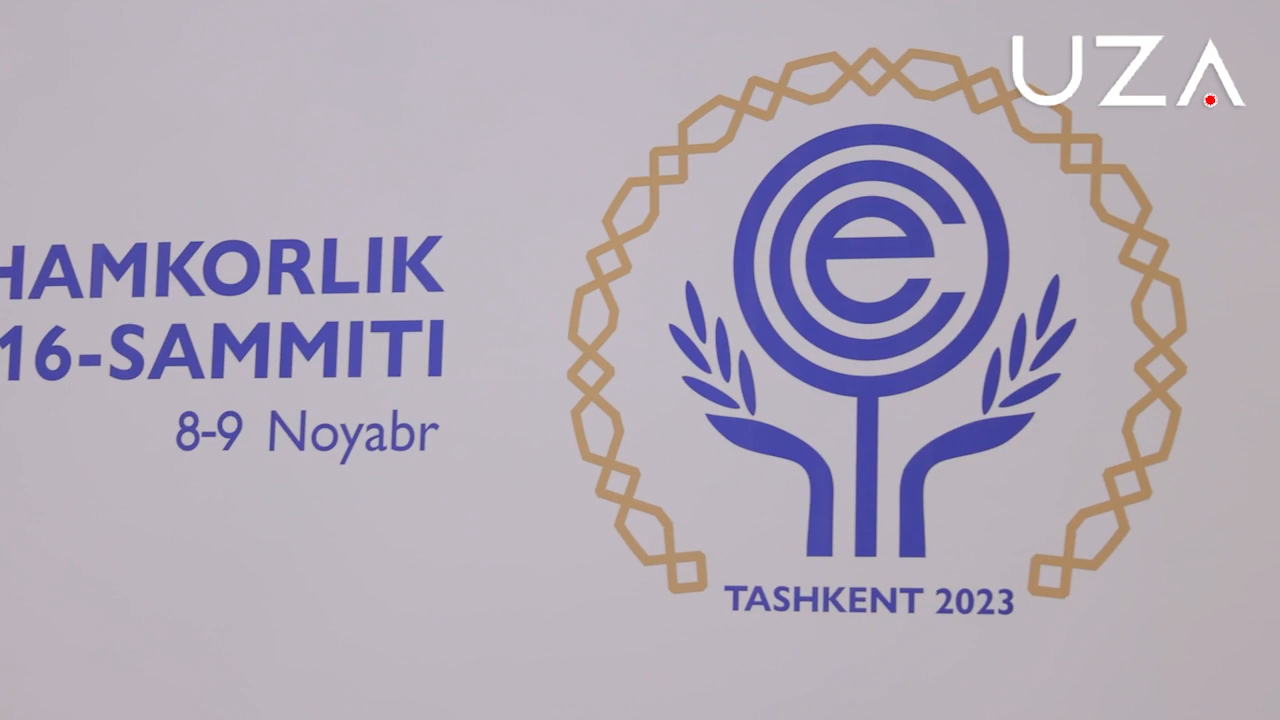 UZA
HAMKORLIK
16-SAMMITI
8-9 Noyabr
TASHKENT 2023